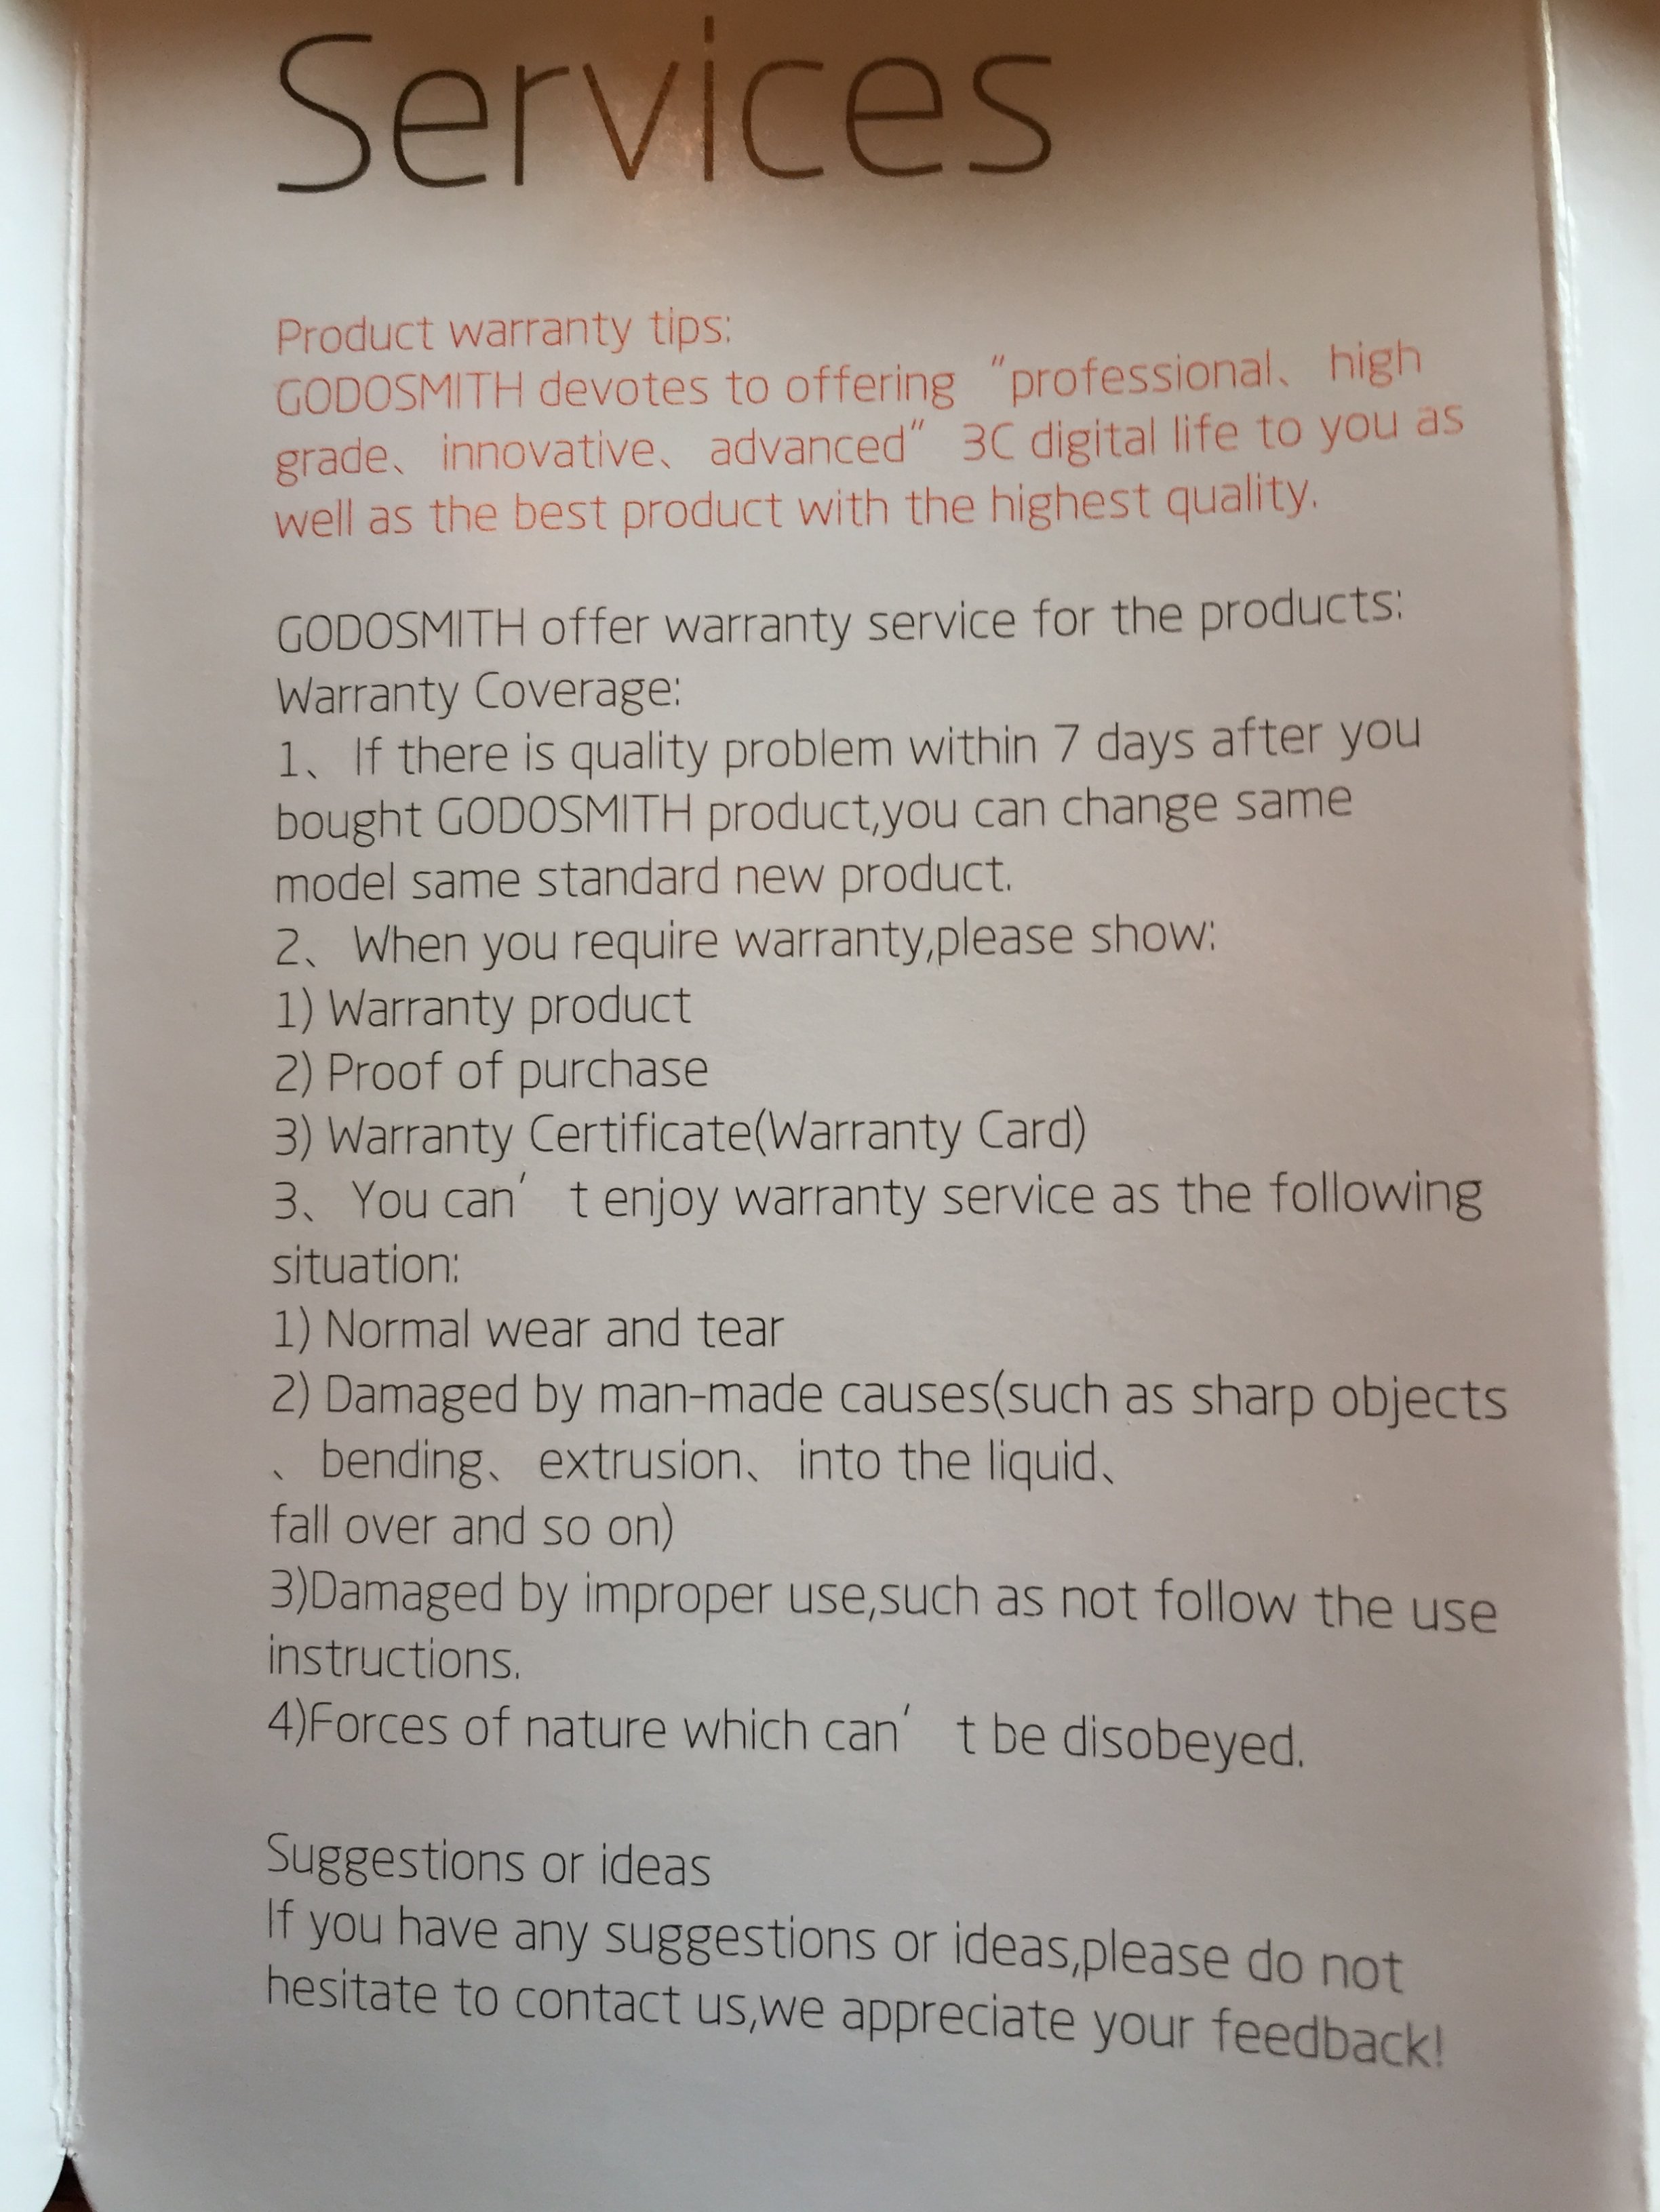 Services
Product warranty tips:
GODOSMITH devotes to offering “professional、 high
grade、 innovative、 advanced” 3C digital life to you as
well as the best product with the highest quality.
GODOSMITH offer warranty service for the products:
Warranty Coverage:
1、 If there is quality problem within 7 days after you
bought GODOSMITH product,you can change same
model same standard new product.
2、 When you require warranty,please show:
1) Warranty product
2) Proof of purchase
3) Warranty Certificate(Warranty Card)
3、 You can’ t enjoy warranty service as the following
situation:
1) Normal wear and tear
2) Damaged by man-made causes(such as sharp objects
、 bending、 extrusion、 into the liquid、
fall over and so on)
3)Damaged by improper use,such as not follow the use
instructions.
4)Forces of nature which can’ t be disobeyed.
Suggestions or ideas
If you have any suggestions or ideas,please do not
hesitate to contact us,we appreciate your feedback!